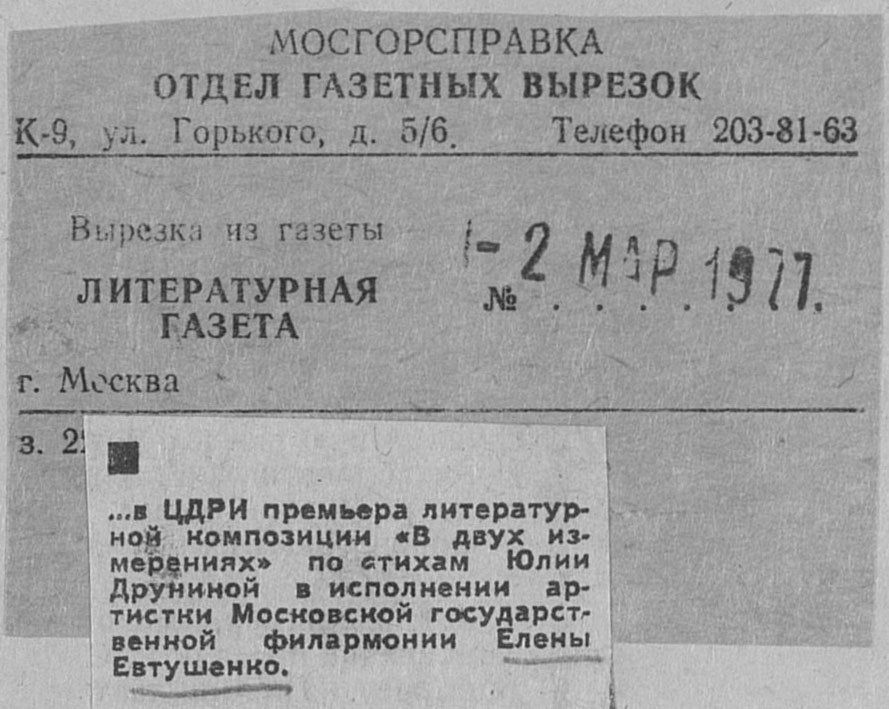 МОСГОРСПРАВКА
ОТДЕЛ ГАЗЕТНЫХ ВЫРЕЗОК
К-9, ул. Горького, д. 5/6. Телефон 203-81-63
Вырезка из газеты
ЛИТЕРАТУРНАЯ
ГАЗЕТА
- 2 МАР 1977
№ . . . . . .
г. Москва
з.
...в ЦДРИ премьера литератур-
ной композиции «В двух из-
мерениях» по стихам Юлии
Друниной в исполнении ар-
тистки Московской государст-
венной филармонии Елены
Евтушенко.